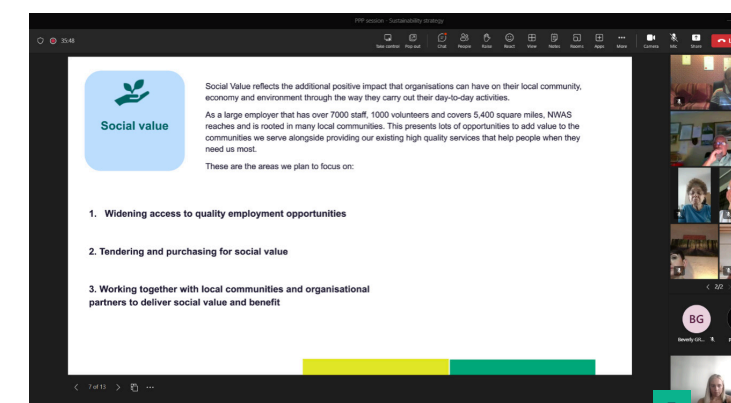 PPP session - Sustainability strategy
35:48
Take control Pop out Chat People Raise React View Notes Rooms Apps More Camera Mic Share
Social value
Social Value reflects the additional positive impact that organisations can have on their local community,
economy and environment through the way they carry out their day-to-day activities.
As a large employer that has over 7000 staff, 1000 volunteers and covers 5,400 square miles, NWAS
reaches and is rooted in many local communities. This presents lots of opportunities to add value to the
communities we serve alongside providing our existing high quality services that help people when they
need us most.
These are the areas we plan to focus on:
1. Widening access to quality employment opportunities
2. Tendering and purchasing for social value
3. Working together with local communities and organisational
partners to deliver social value and benefit
2/2
BG
Beverly GR...
7 of 13